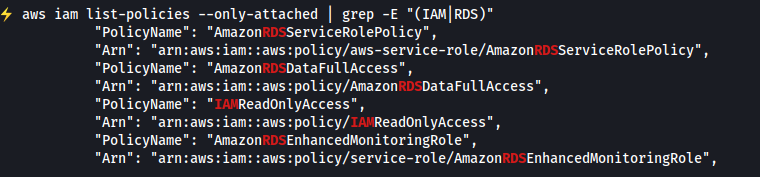 ⚡ aws iam list-policies --only-attached | grep -E "(IAM|RDS)"
"PolicyName": "AmazonRDSServiceRolePolicy",
"Arn": "arn:aws:iam::aws:policy/aws-service-role/AmazonRDSServiceRolePolicy",
"PolicyName": "AmazonRDSDataFullAccess",
"Arn": "arn:aws:iam::aws:policy/AmazonRDSDataFullAccess",
"PolicyName": "IAMReadOnlyAccess",
"Arn": "arn:aws:iam::aws:policy/IAMReadOnlyAccess",
"PolicyName": "AmazonRDSEnhancedMonitoringRole",
"Arn": "arn:aws:iam::aws:policy/service-role/AmazonRDSEnhancedMonitoringRole",